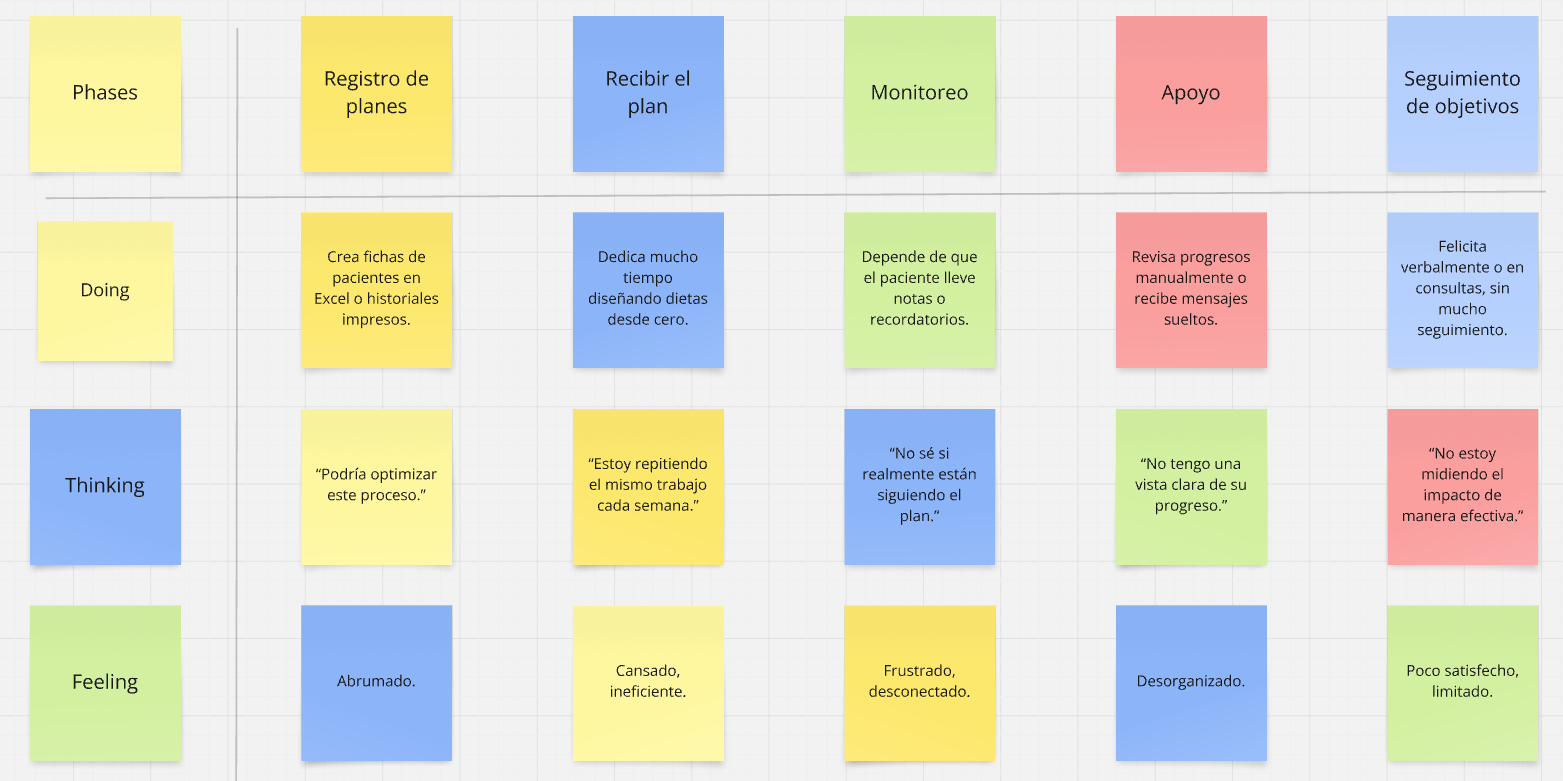 Phases
Registro de
planes
Recibir el
plan
Monitoreo
Apoyo
Seguimiento
de objetivos
Doing
Crea fichas de
pacientes en
Excel o historiales
impresos.
Dedica mucho
tiempo
diseñando dietas
desde cero.
Depende de que
el paciente lleve
notas o
recordatorios.
Revisa progresos
manualmente o
recibe mensajes
sueltos.
Felicita
verbalmente o en
consultas, sin
mucho
seguimiento.
Thinking
“Podría optimizar
este proceso.”
“Estoy repitiendo
el mismo trabajo
cada semana.”
“No sé si
realmente están
siguiendo el
plan.”
“No tengo una
vista clara de su
progreso.”
“No estoy
midiendo el
impacto de
manera efectiva.”
Feeling
Abrumado.
Cansado,
ineficiente.
Frustrado,
desconectado.
Desorganizado.
Poco satisfecho,
limitado.